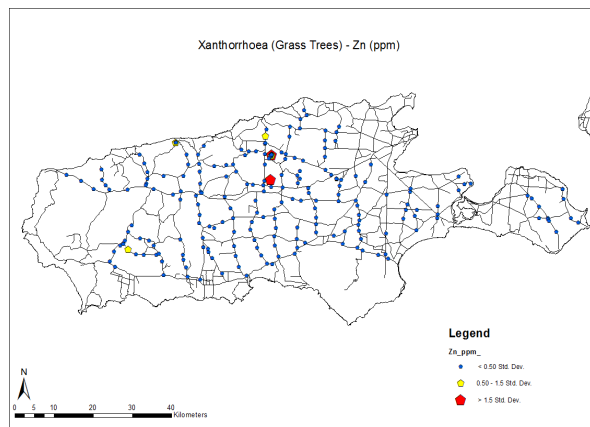 Xanthorrhoea (Grass Trees) - Zn (ppm)
Legend
Zn_ppm_
< 0.50 Std. Dev.
0.50 - 1.5 Std. Dev.
> 1.5 Std. Dev.
N
0 5 10 20 30 40
Kilometers